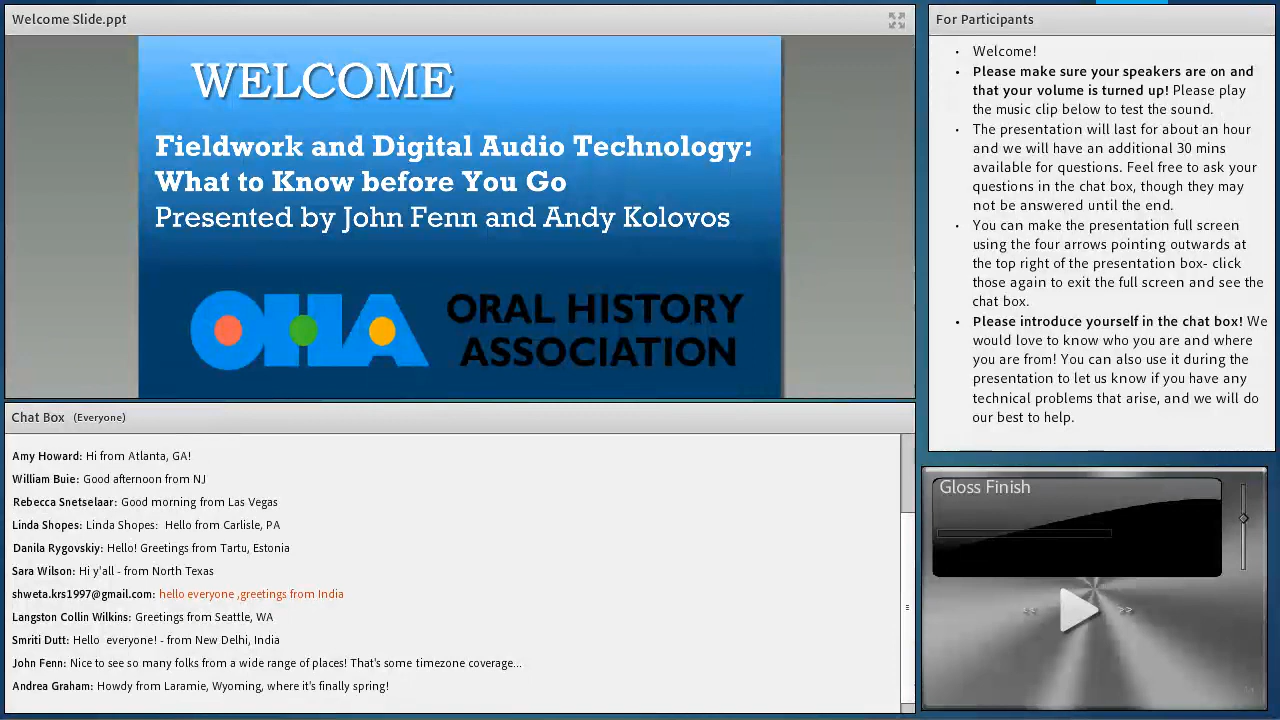 Welcome Slide.ppt
WELCOME
Fieldwork and Digital Audio Technology:
What to Know before You Go
Presented by John Fenn and Andy Kolovos
OHA
ORAL HISTORY
ASSOCIATION
Chat Box (Everyone)
Amy Howard: Hi from Atlanta, GA!
William Buie: Good afternoon from NJ
Rebecca Snetselaar: Good morning from Las Vegas
Linda Shopes: Linda Shopes: Hello from Carlisle, PA
Danila Rygovskiy: Hello! Greetings from Tartu, Estonia
Sara Wilson: Hi y'all - from North Texas
shweta.krs1997@gmail.com: hello everyone ,greetings from India
Langston Collin Wilkins: Greetings from Seattle, WA
Smriti Dutt: Hello everyone! - from New Delhi, India
John Fenn: Nice to see so many folks from a wide range of places! That's some timezone coverage...
Andrea Graham: Howdy from Laramie, Wyoming, where it's finally spring!
For Participants
• Welcome!
• Please make sure your speakers are on and
that your volume is turned up! Please play
the music clip below to test the sound.
• The presentation will last for about an hour
and we will have an additional 30 mins
available for questions. Feel free to ask your
questions in the chat box, though they may
not be answered until the end.
• You can make the presentation full screen
using the four arrows pointing outwards at
the top right of the presentation box- click
those again to exit the full screen and see the
chat box.
• Please introduce yourself in the chat box! We
would love to know who you are and where
you are from! You can also use it during the
presentation to let us know if you have any
technical problems that arise, and we will do
our best to help.
Gloss Finish
<< >>